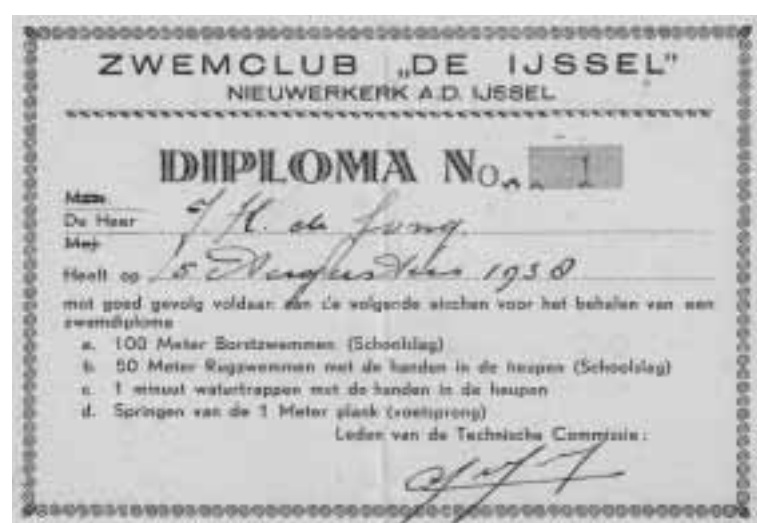 ZWEMCLUB „DE IJSSEL"
NIEUWERKERK A.D. IJSSEL
DIPLOMA No. 1
Mevr.
De Heer J. K. de Jong.
Mej.
Heeft op 15 Augustus 1938
met goed gevolg voldaan aan de volgende eischen voor het behalen van een
zwemdiploma
a. 100 Meter Borstzwemmen (Schoolslag)
b. 50 Meter Rugzwemmen met de handen in de heupen (Schoolslag)
c. 1 minuut watertrappen met de handen in de heupen
d. Springen van de 1 Meter plank (voetsprong)
Leden van de Technische Commissie: